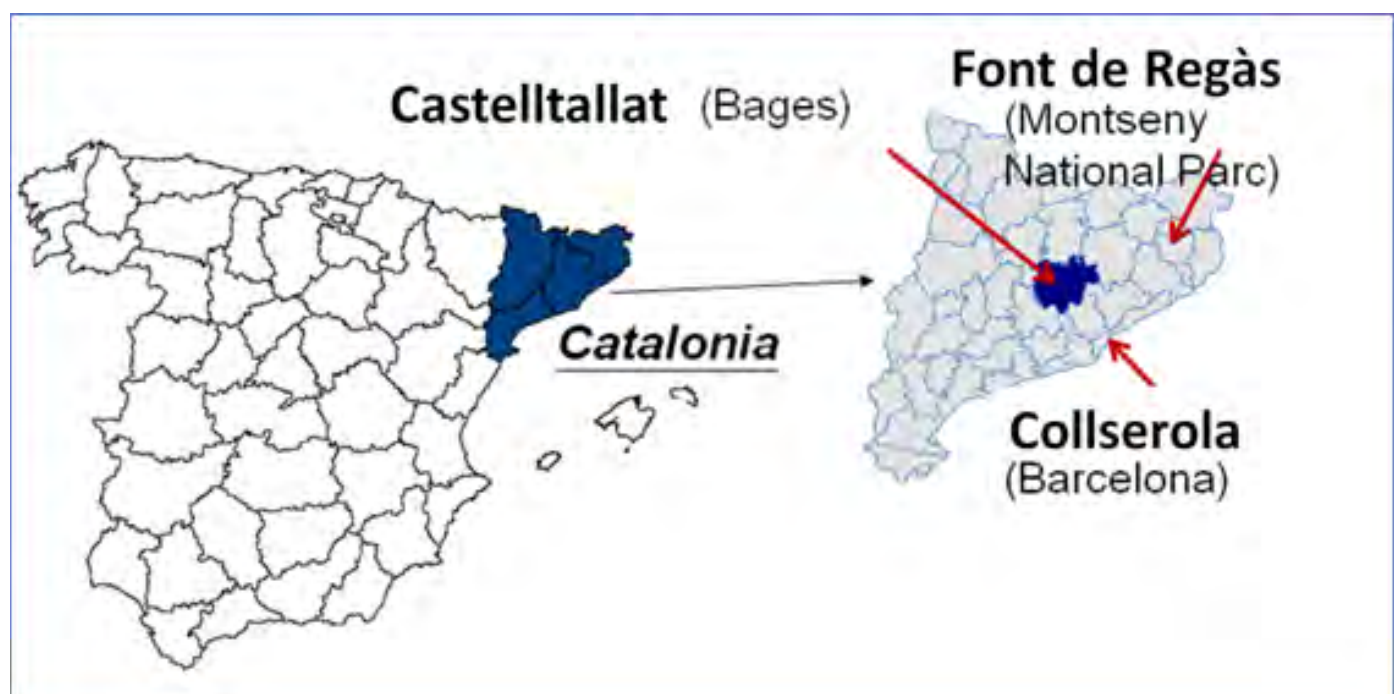 Font de Regàs
Castelltallat (Bages)
(Montseny
National Parc)
Catalonia
Collserola
(Barcelona)